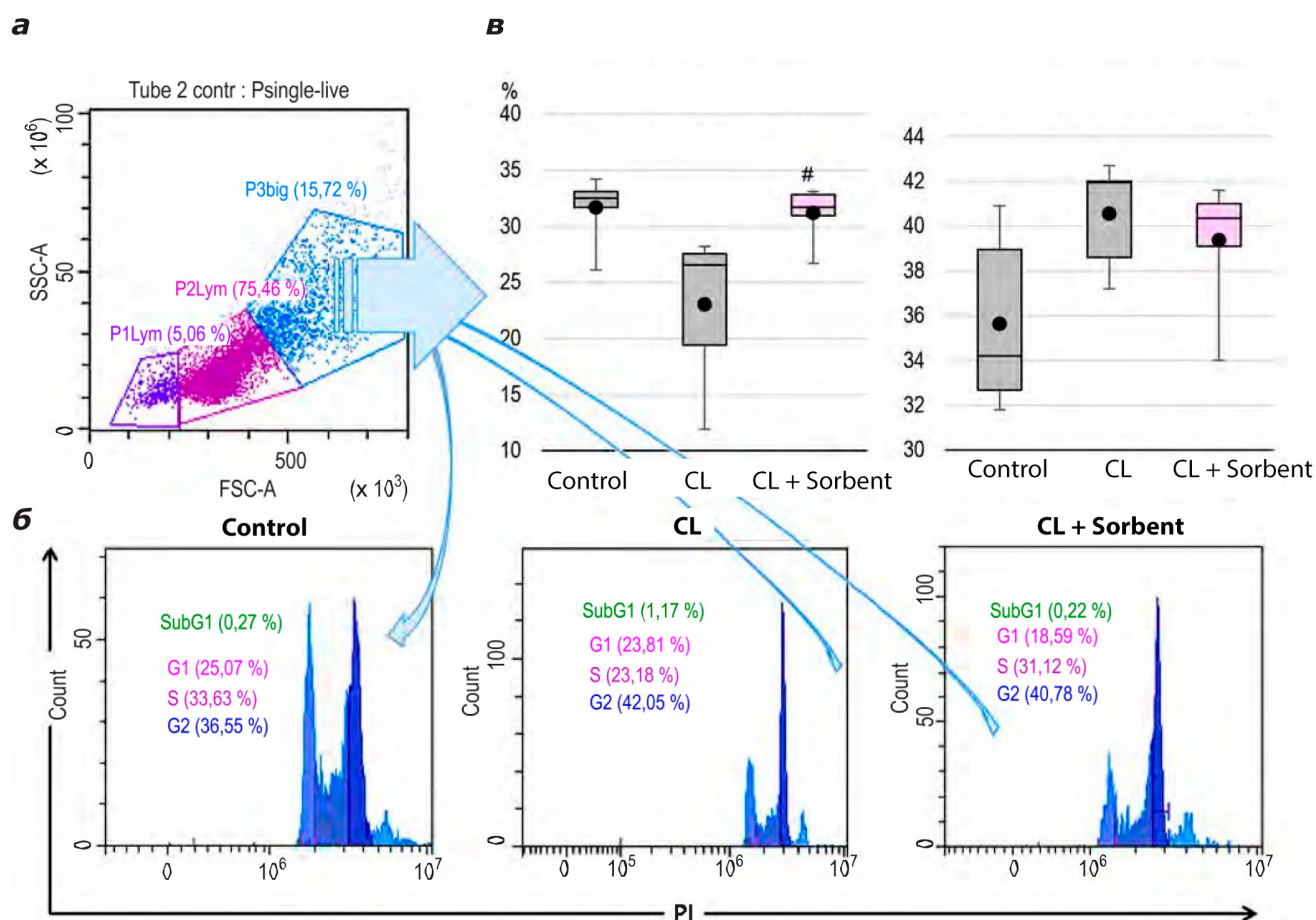 а
в
Tube 2 contr : Psingle-live
SSC-A
(x 10⁶)
100
50
0
P3big (15,72 %)
P2Lym (75,46 %)
P1Lym (5,06 %)
0
500
FSC-A
(x 10³)
%
40
35
30
25
20
15
10
#
Control
CL
CL + Sorbent
44
42
40
38
36
34
32
30
Control
CL
CL + Sorbent
б
Control
Count
50
0
SubG1 (0,27 %)
G1 (25,07 %)
S (33,63 %)
G2 (36,55 %)
0
10⁶
10⁷
CL
Count
100
0
SubG1 (1,17 %)
G1 (23,81 %)
S (23,18 %)
G2 (42,05 %)
0
10⁵
10⁶
10⁷
CL + Sorbent
Count
100
50
0
SubG1 (0,22 %)
G1 (18,59 %)
S (31,12 %)
G2 (40,78 %)
0
10⁶
10⁷
PI